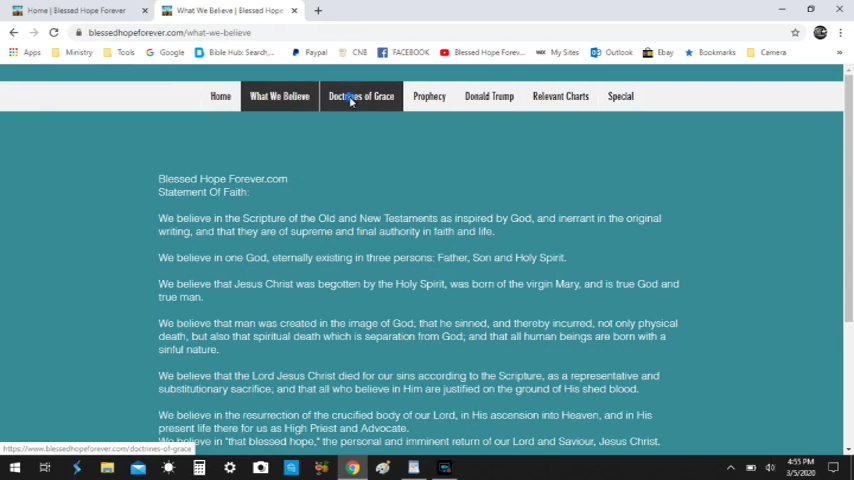 Home | Blessed Hope Forever
What We Believe | Blessed Hope
blessedhopeforever.com/what-we-believe
Apps Ministry Tools Google Bible Hub: Search,... Paypal CNB FACEBOOK Blessed Hope Forev... WIX My Sites Outlook Ebay Bookmarks Camera
Home What We Believe Doctrines of Grace Prophecy Donald Trump Relevant Charts Special
Blessed Hope Forever.com
Statement Of Faith:
We believe in the Scripture of the Old and New Testaments as inspired by God, and inerrant in the original
writing, and that they are of supreme and final authority in faith and life.
We believe in one God, eternally existing in three persons: Father, Son and Holy Spirit.
We believe that Jesus Christ was begotten by the Holy Spirit, was born of the virgin Mary, and is true God and
true man.
We believe that man was created in the image of God, that he sinned, and thereby incurred, not only physical
death, but also that spiritual death which is separation from God; and that all human beings are born with a
sinful nature.
We believe that the Lord Jesus Christ died for our sins according to the Scripture, as a representative and
substitutionary sacrifice; and that all who believe in Him are justified on the ground of His shed blood.
We believe in the resurrection of the crucified body of our Lord, in His ascension into Heaven, and in His
present life there for us as High Priest and Advocate.
We believe in "that blessed hope," the personal and imminent return of our Lord and Saviour, Jesus Christ.
https://www.blessedhopeforever.com/doctrines-of-grace
4:55 PM
3/5/2020